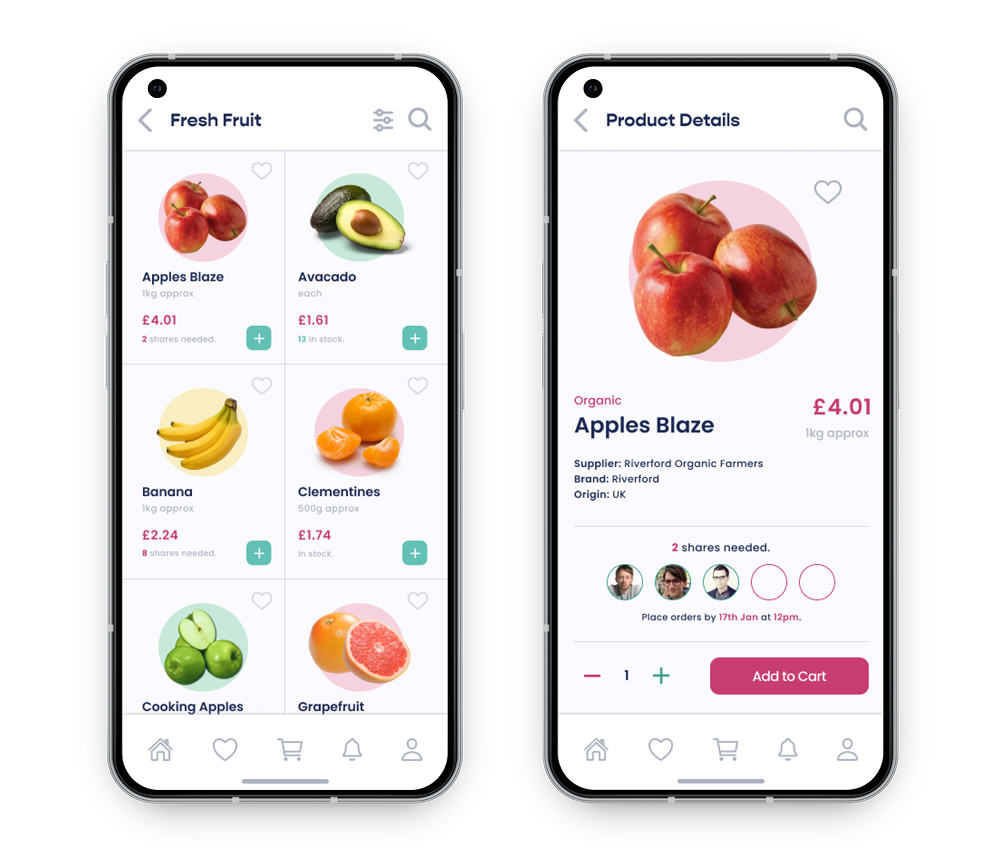 Fresh Fruit
Apples Blaze
1kg approx
£4.01
2 shares needed.
Avacado
each
£1.61
13 in stock.
Banana
1kg approx
£2.24
8 shares needed.
Clementines
500g approx
£1.74
In stock.
Cooking Apples
Grapefruit
Product Details
Organic
Apples Blaze
£4.01
1kg approx
Supplier: Riverford Organic Farmers
Brand: Riverford
Origin: UK
2 shares needed.
Place orders by 17th Jan at 12pm.
1
Add to Cart